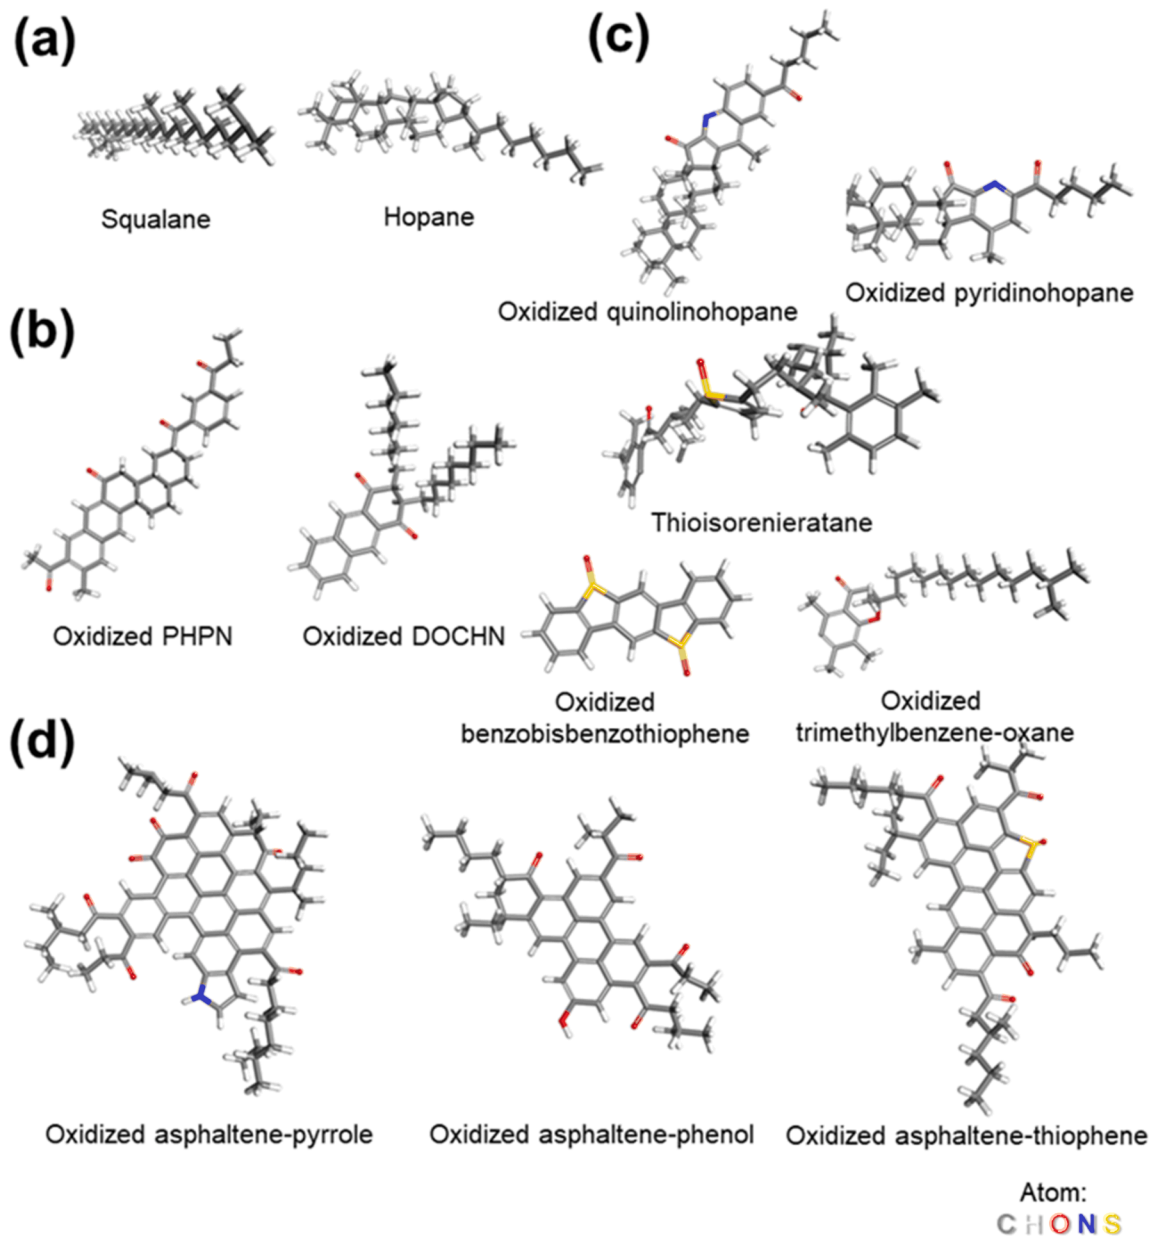 (a)
Squalane
Hopane
(c)
Oxidized quinolinohopane
Oxidized pyridinohopane
Thioisorenieratane
Oxidized
benzobisbenzothiophene
Oxidized
trimethylbenzene-oxane
(b)
Oxidized PHPN
Oxidized DOCHN
(d)
Oxidized asphaltene-pyrrole
Oxidized asphaltene-phenol
Oxidized asphaltene-thiophene
Atom:
C H O N S